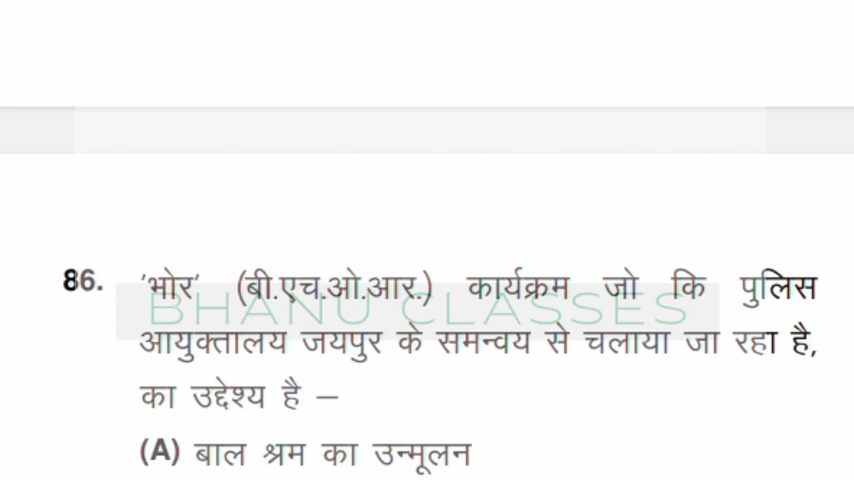 86. 'भोर' (बी.एच.ओ.आर.) कार्यक्रम जो कि पुलिस
BHANU CLASSES
आयुक्तालय जयपुर के समन्वय से चलाया जा रहा है,
का उद्देश्य है –
(A) बाल श्रम का उन्मूलन